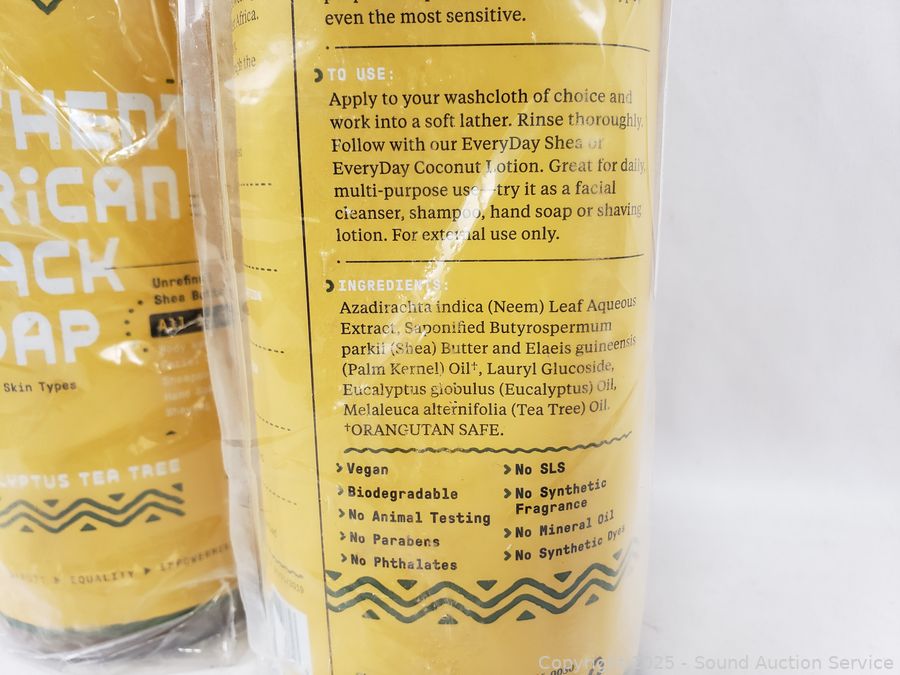 Africa.
HENT
RiCAN
ACK
OAP
Shea
All
Skin Types
LYPTUS TEA TREE
EQUALITY
even the most sensitive.
TO USE:
Apply to your washcloth of choice and
work into a soft lather. Rinse thoroughly.
Follow with our EveryDay Shea or
EveryDay Coconut Lotion. Great for daily,
multi-purpose use—try it as a facial
cleanser, shampoo, hand soap or shaving
lotion. For external use only.
INGREDIENTS:
Azadirachta indica (Neem) Leaf Aqueous
Extract, Saponified Butyrospermum
parkii (Shea) Butter and Elaeis guineensis
(Palm Kernel) Oil†, Lauryl Glucoside,
Eucalyptus globulus (Eucalyptus) Oil,
Melaleuca alternifolia (Tea Tree) Oil.
†ORANGUTAN SAFE.
Vegan
Biodegradable
No Animal Testing
No Parabens
No Phthalates
No SLS
No Synthetic
Fragrance
No Mineral Oil
No Synthetic Dyes
Copyright 2025 - Sound Auction Service